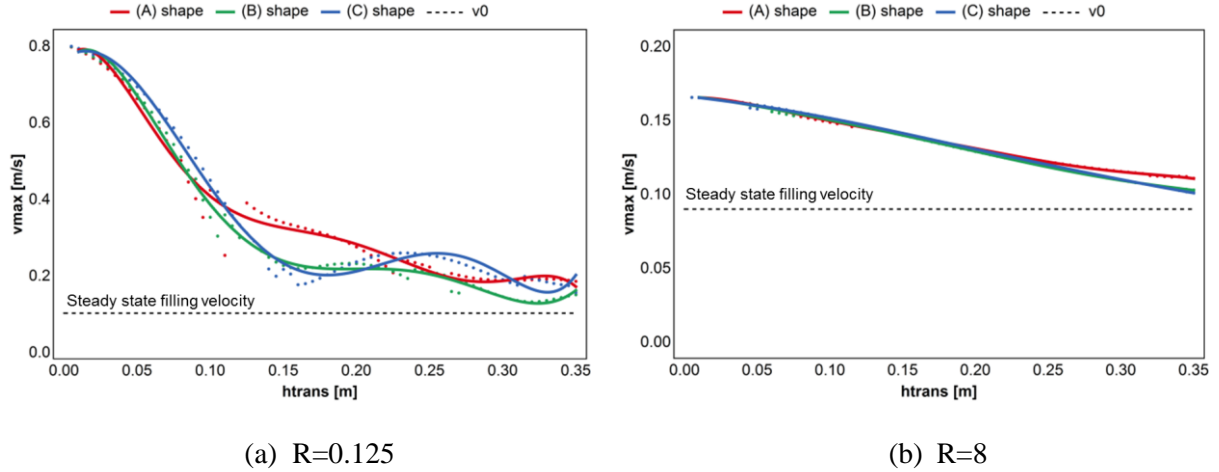 (A) shape (B) shape (C) shape v0
0.8
0.6
0.4
0.2
0.0
vmax [m/s]
Steady state filling velocity
0.00 0.05 0.10 0.15 0.20 0.25 0.30 0.35
htrans [m]
(a) R=0.125
(A) shape (B) shape (C) shape v0
0.20
0.15
0.10
0.05
0.00
vmax [m/s]
Steady state filling velocity
0.00 0.05 0.10 0.15 0.20 0.25 0.30 0.35
htrans [m]
(b) R=8